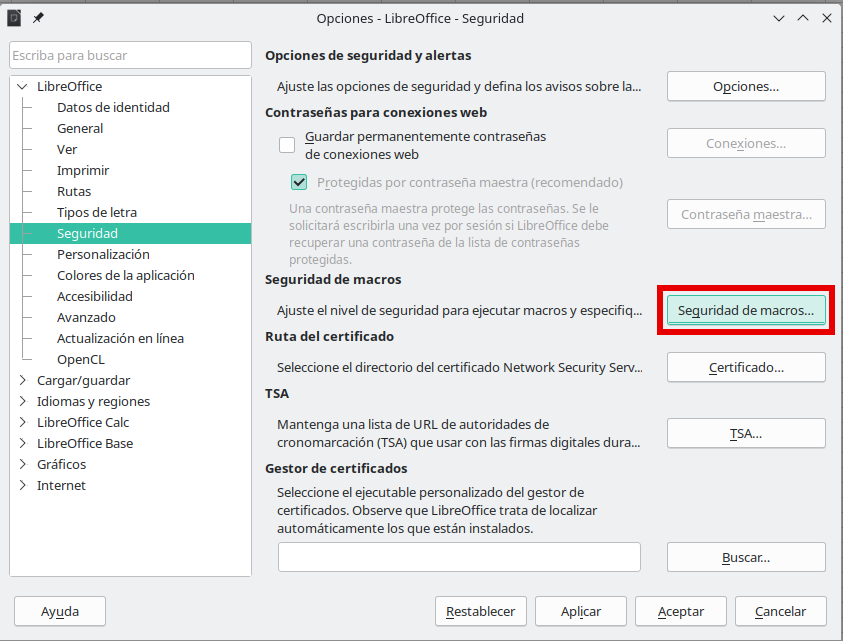 Opciones - LibreOffice - Seguridad
Escriba para buscar
LibreOffice
Datos de identidad
General
Ver
Imprimir
Rutas
Tipos de letra
Seguridad
Personalización
Colores de la aplicación
Accesibilidad
Avanzado
Actualización en línea
OpenCL
Cargar/guardar
Idiomas y regiones
LibreOffice Calc
LibreOffice Base
Gráficos
Internet
Opciones de seguridad y alertas
Ajuste las opciones de seguridad y defina los avisos sobre la...
Opciones...
Contraseñas para conexiones web
Guardar permanentemente contraseñas
de conexiones web
Conexiones...
Protegidas por contraseña maestra (recomendado)
Una contraseña maestra protege las contraseñas. Se le
solicitará escribirla una vez por sesión si LibreOffice debe
recuperar una contraseña de la lista de contraseñas
protegidas.
Contraseña maestra...
Seguridad de macros
Ajuste el nivel de seguridad para ejecutar macros y especifiq...
Seguridad de macros...
Ruta del certificado
Seleccione el directorio del certificado Network Security Serv...
Certificado...
TSA
Mantenga una lista de URL de autoridades de
cronomarcación (TSA) que usar con las firmas digitales dura...
TSA...
Gestor de certificados
Seleccione el ejecutable personalizado del gestor de
certificados. Observe que LibreOffice trata de localizar
automáticamente los que están instalados.
Buscar...
Ayuda
Restablecer
Aplicar
Aceptar
Cancelar